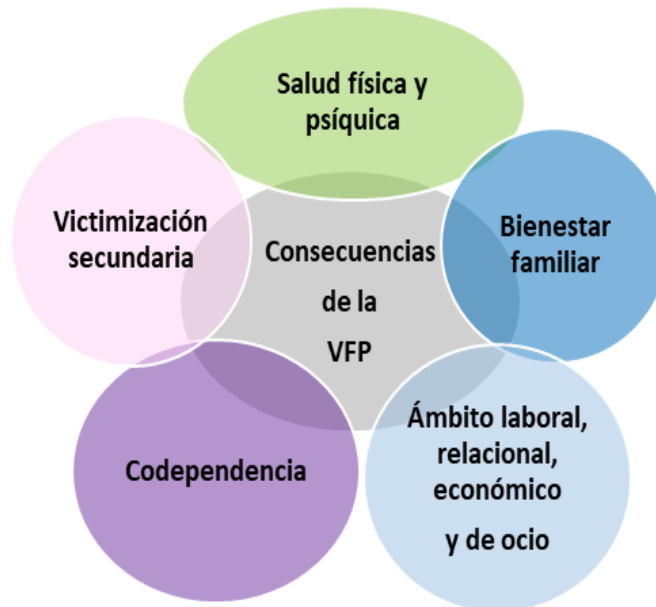 Salud física y
psíquica
Victimización
secundaria
Consecuencias
de la
VFP
Bienestar
familiar
Codependencia
Ámbito laboral,
relacional,
económico
y de ocio